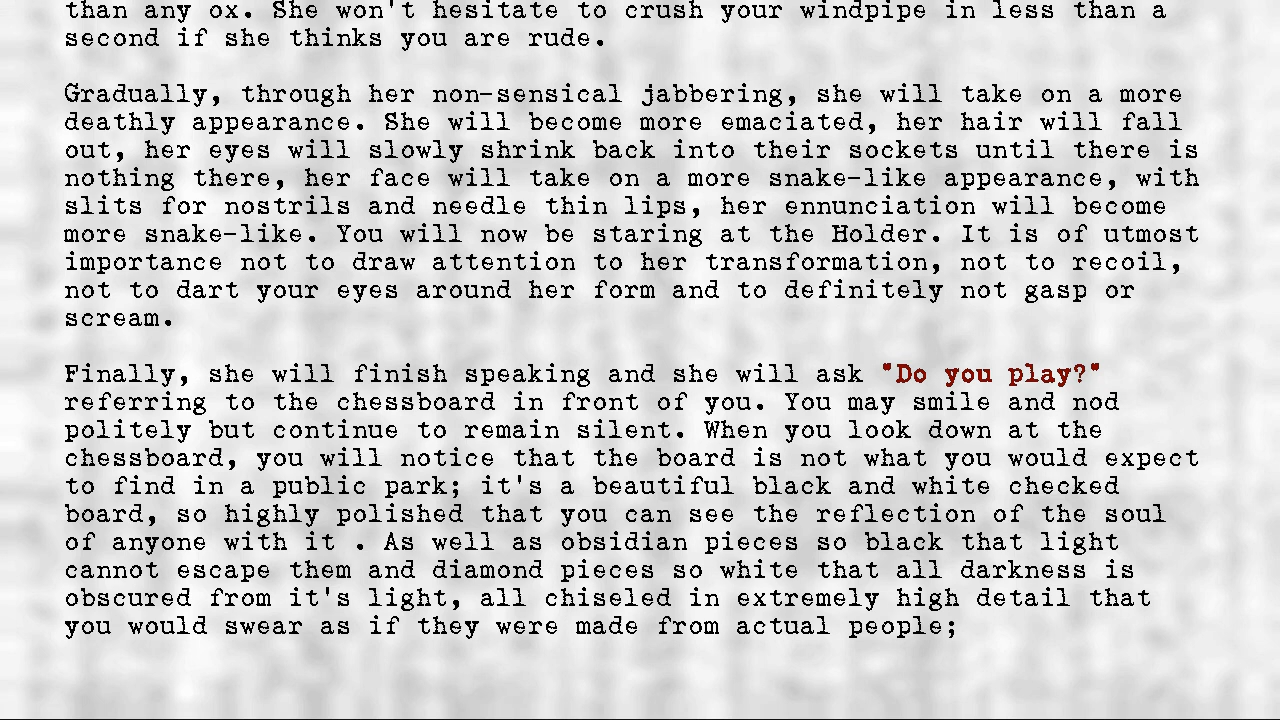 than any ox. She won't hesitate to crush your windpipe in less than a
second if she thinks you are rude.
Gradually, through her non-sensical jabbering, she will take on a more
deathly appearance. She will become more emaciated, her hair will fall
out, her eyes will slowly shrink back into their sockets until there is
nothing there, her face will take on a more snake-like appearance, with
slits for nostrils and needle thin lips, her ennunciation will become
more snake-like. You will now be staring at the Holder. It is of utmost
importance not to draw attention to her transformation, not to recoil,
not to dart your eyes around her form and to definitely not gasp or
scream.
Finally, she will finish speaking and she will ask "Do you play?"
referring to the chessboard in front of you. You may smile and nod
politely but continue to remain silent. When you look down at the
chessboard, you will notice that the board is not what you would expect
to find in a public park; it's a beautiful black and white checked
board, so highly polished that you can see the reflection of the soul
of anyone with it . As well as obsidian pieces so black that light
cannot escape them and diamond pieces so white that all darkness is
obscured from it's light, all chiseled in extremely high detail that
you would swear as if they were made from actual people;